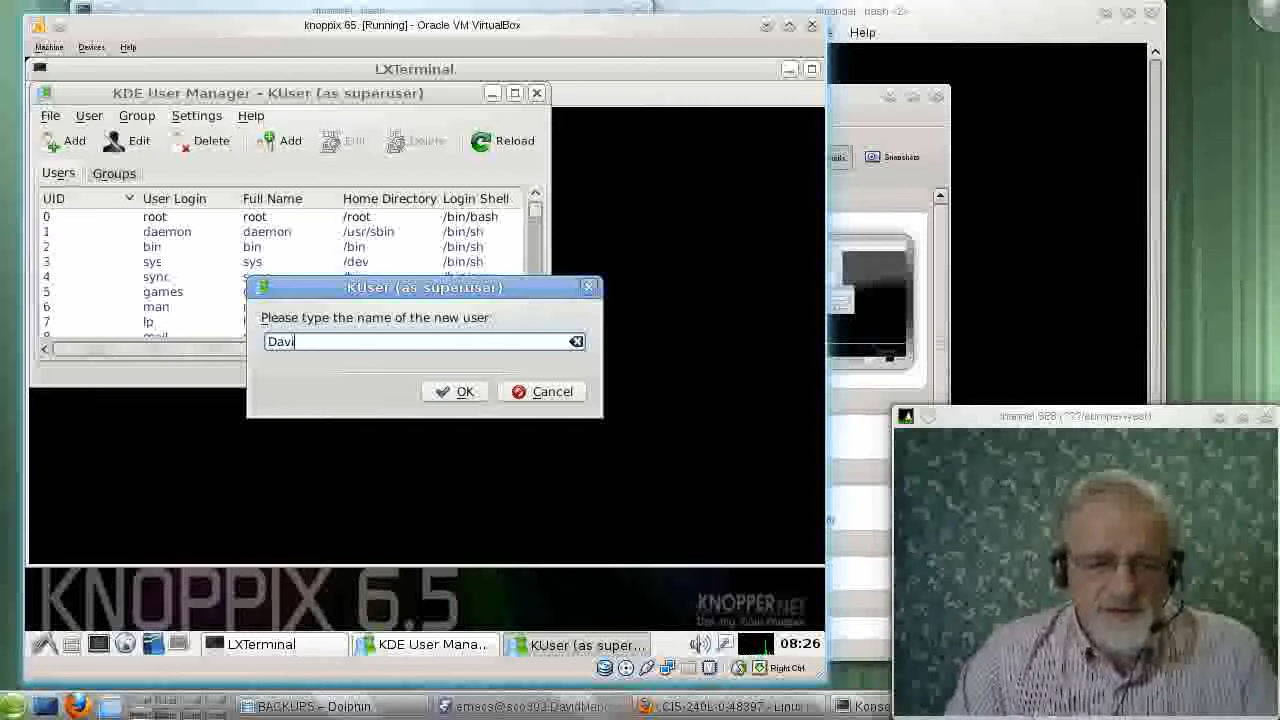 knoppix 65. [Running] - Oracle VM VirtualBox
Machine Devices Help
Help
LXTerminal
KDE User Manager – KUser (as superuser)
File User Group Settings Help
Add Edit Delete Add Edit Delete Reload
Snapshots
Users Groups
UID User Login Full Name Home Directory Login Shell
0 root root /root /bin/bash
1 daemon daemon /usr/sbin /bin/sh
2 bin bin /bin /bin/sh
3 sys sys /dev /bin/sh
4 sync
5 games
6 man
7 lp
8 mail
KUser (as superuser)
Please type the name of the new user:
Davi
OK Cancel
KNOPPIX 6.5
KNOPPER.NET
LXTerminal KDE User Mana... KUser (as super... 08:26
Right Ctrl
BACKUPS – Dolphin